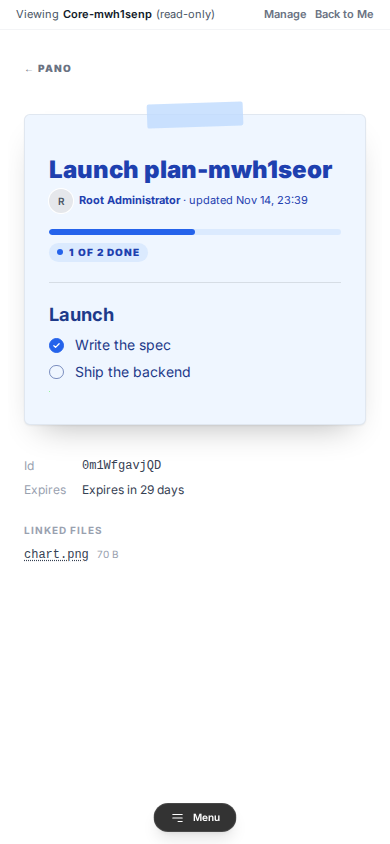 Viewing Core-mwh1senp (read-only) Manage Back to Me
← PANO
Launch plan-mwh1seor
R Root Administrator · updated Nov 14, 23:39
1 OF 2 DONE
Launch
Write the spec
Ship the backend
Id 0m1WfgavjQD
Expires Expires in 29 days
LINKED FILES
chart.png 70 B
Menu